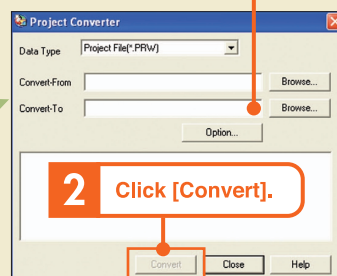 Project Converter
Data Type
Project File(*.PRW)
Convert-From
Browse...
Convert-To
Browse...
Option...
2 Click [Convert].
Convert
Close
Help